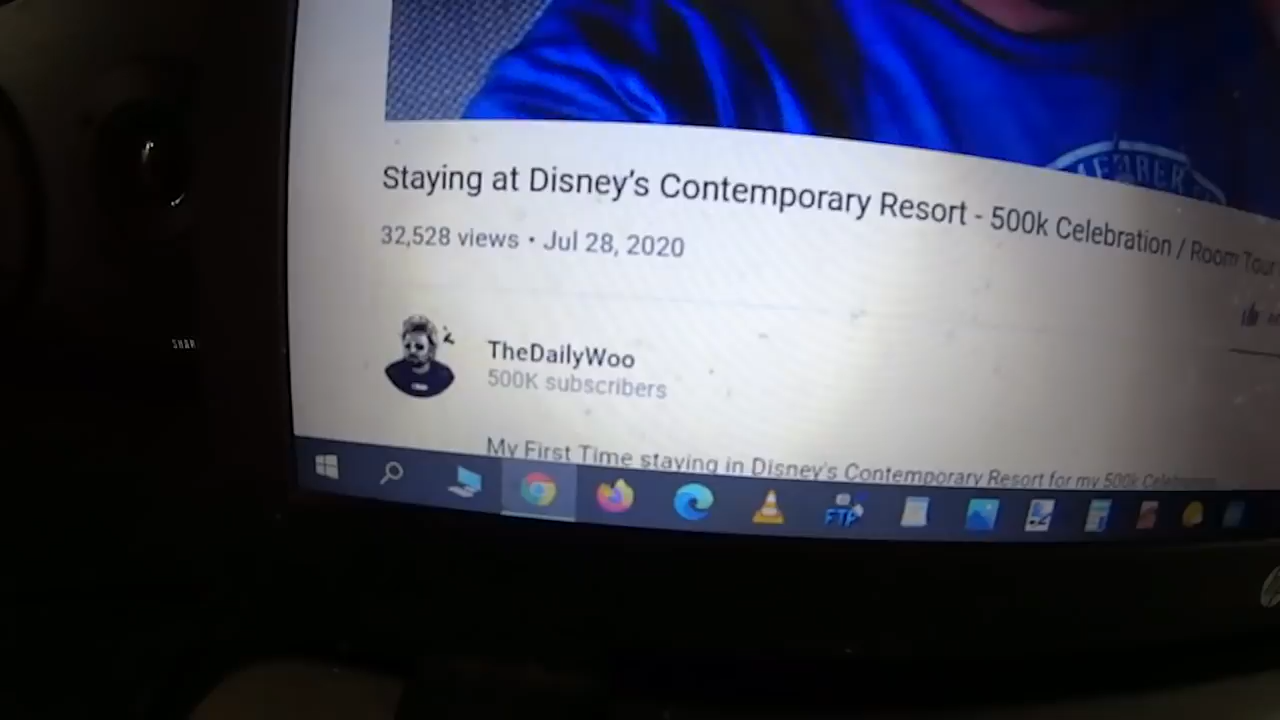 Staying at Disney's Contemporary Resort - 500k Celebration / Room Tour
32,528 views • Jul 28, 2020
SHAR
TheDailyWoo
500K subscribers
My First Time staying in Disney's Contemporary Resort for my 500k
FTP